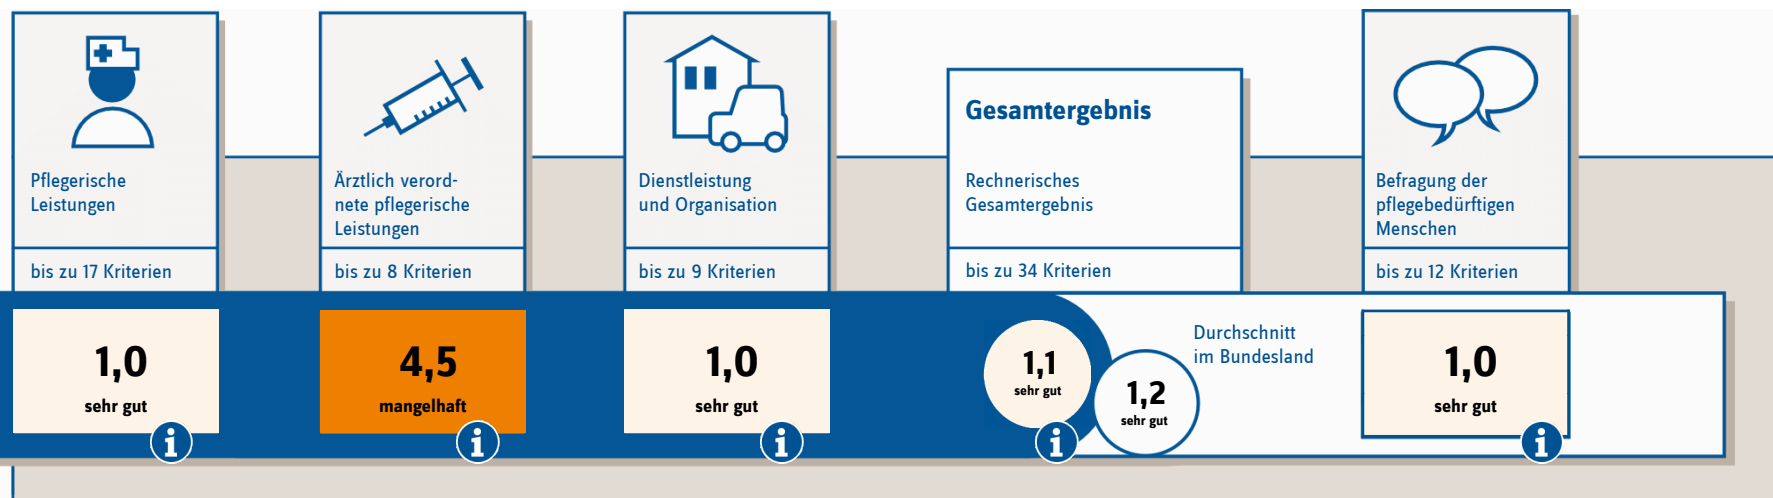 Pflegerische
Leistungen
bis zu 17 Kriterien
1,0
sehr gut
i
Ärztlich verord-
nete pflegerische
Leistungen
bis zu 8 Kriterien
4,5
mangelhaft
i
Dienstleistung
und Organisation
bis zu 9 Kriterien
1,0
sehr gut
i
Gesamtergebnis
Rechnerisches
Gesamtergebnis
bis zu 34 Kriterien
1,1
sehr gut
i
1,2
sehr gut
Durchschnitt
im Bundesland
Befragung der
pflegebedürftigen
Menschen
bis zu 12 Kriterien
1,0
sehr gut
i